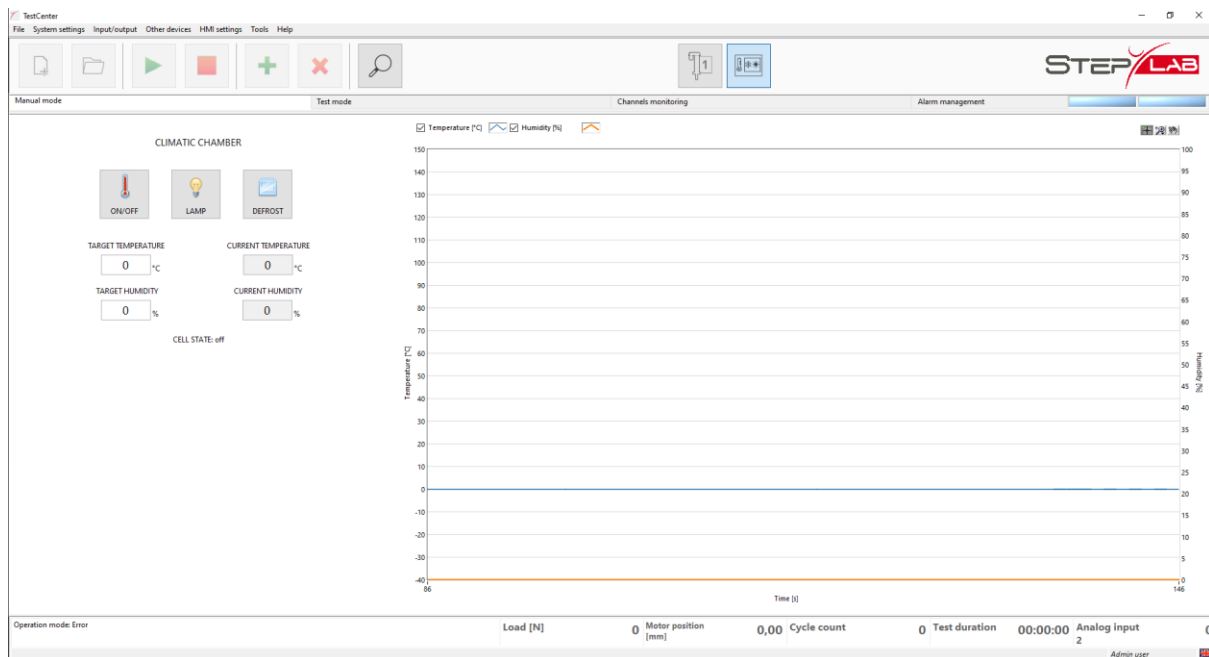 TestCenter
File System settings Input/output Other devices HMI settings Tools Help
1
STEP LAB
Manual mode
Test mode
Channels monitoring
Alarm management
CLIMATIC CHAMBER
ON/OFF
LAMP
DEFROST
TARGET TEMPERATURE
CURRENT TEMPERATURE
0 °C
0 °C
TARGET HUMIDITY
CURRENT HUMIDITY
0 %
0 %
CELL STATE: off
Temperature [°C]
Humidity [%]
150
140
130
120
110
100
90
80
70
60
50
40
30
20
10
0
-10
-20
-30
-40
Temperature [°C]
100
95
90
85
80
75
70
65
60
55
50
45
40
35
30
25
20
15
10
5
0
Humidity [%]
86
146
Time [s]
Operation mode: Error
Load [N]
0
Motor position
[mm]
0,00
Cycle count
0
Test duration
00:00:00
Analog input
2
0
Admin user